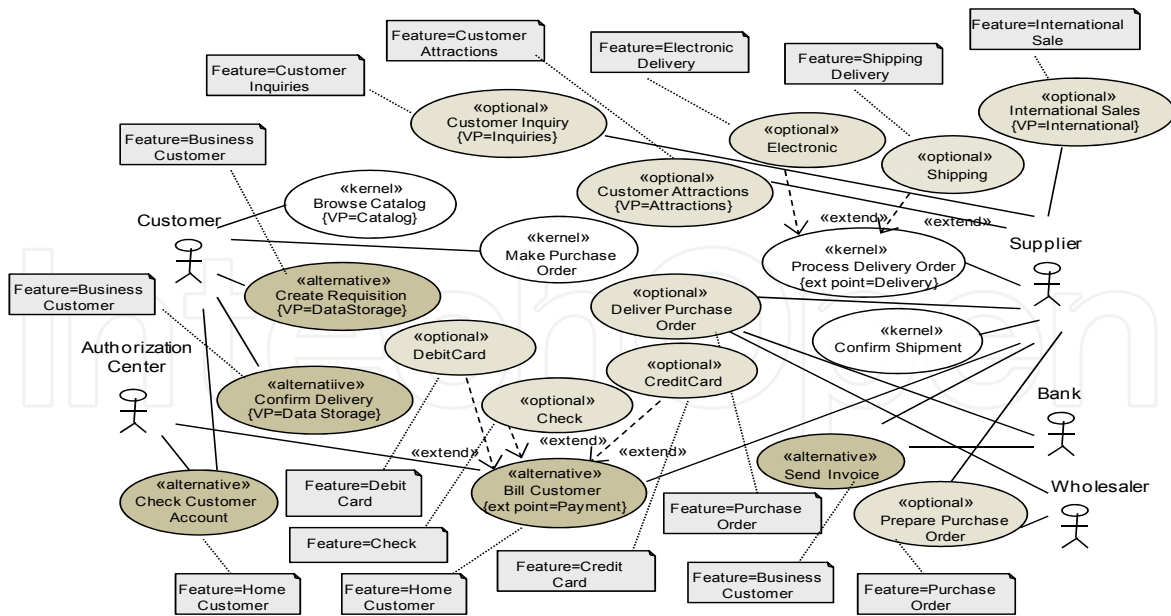 Feature=Customer
Attractions
Feature=Electronic
Delivery
Feature=International
Sale
Feature=Shipping
Delivery
Feature=Customer
Inquiries
«optional»
Customer Inquiry
{VP=Inquiries}
«optional»
Electronic
«optional»
International Sales
{VP=International}
Feature=Business
Customer
«optional»
Shipping
«optional»
Customer Attractions
{VP=Attractions}
«kernel»
Browse Catalog
{VP=Catalog}
Customer
«extend»
«extend»
«kernel»
Make Purchase
Order
«kernel»
Process Delivery Order
{ext point=Delivery}
Supplier
Feature=Business
Customer
«alternative»
Create Requisition
{VP=DataStorage}
«optional»
Deliver Purchase
Order
Authorization
Center
«optional»
DebitCard
«kernel»
Confirm Shipment
«optional»
CreditCard
«alternatiive»
Confirm Delivery
{VP=Data Storage}
«optional»
Check
Bank
«extend»
«extend»
«extend»
«alternative»
Send Invoice
«alternative»
Bill Customer
{ext point=Payment}
«alternative»
Check Customer
Account
Feature=Debit
Card
Wholesaler
Feature=Purchase
Order
«optional»
Prepare Purchase
Order
Feature=Check
Feature=Home
Customer
Feature=Home
Customer
Feature=Credit
Card
Feature=Business
Customer
Feature=Purchase
Order
IntechOpen